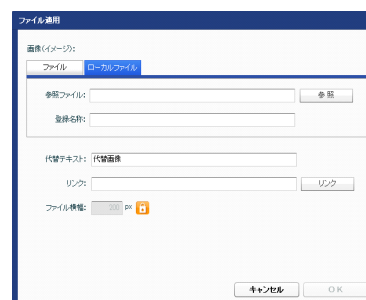 ファイル適用
画像(イメージ):
ファイル ローカルファイル
参照ファイル: 参照
登録名称:
代替テキスト: 代替画像
リンク: リンク
ファイル横幅: 200 px
キャンセル OK